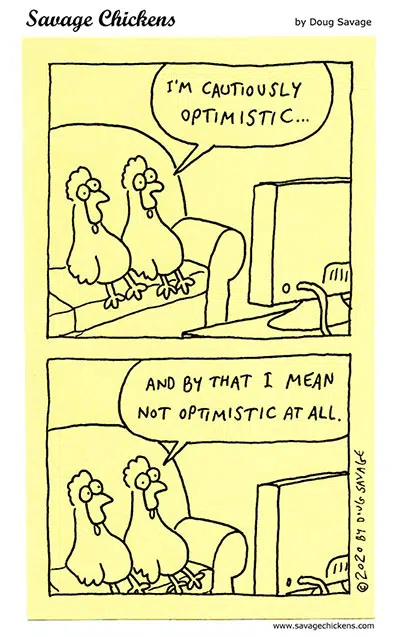 Savage Chickens
by Doug Savage
I'M CAUTIOUSLY
OPTIMISTIC...
AND BY THAT I MEAN
NOT OPTIMISTIC AT ALL.
©2020 BY DOUG SAVAGE
www.savagechickens.com